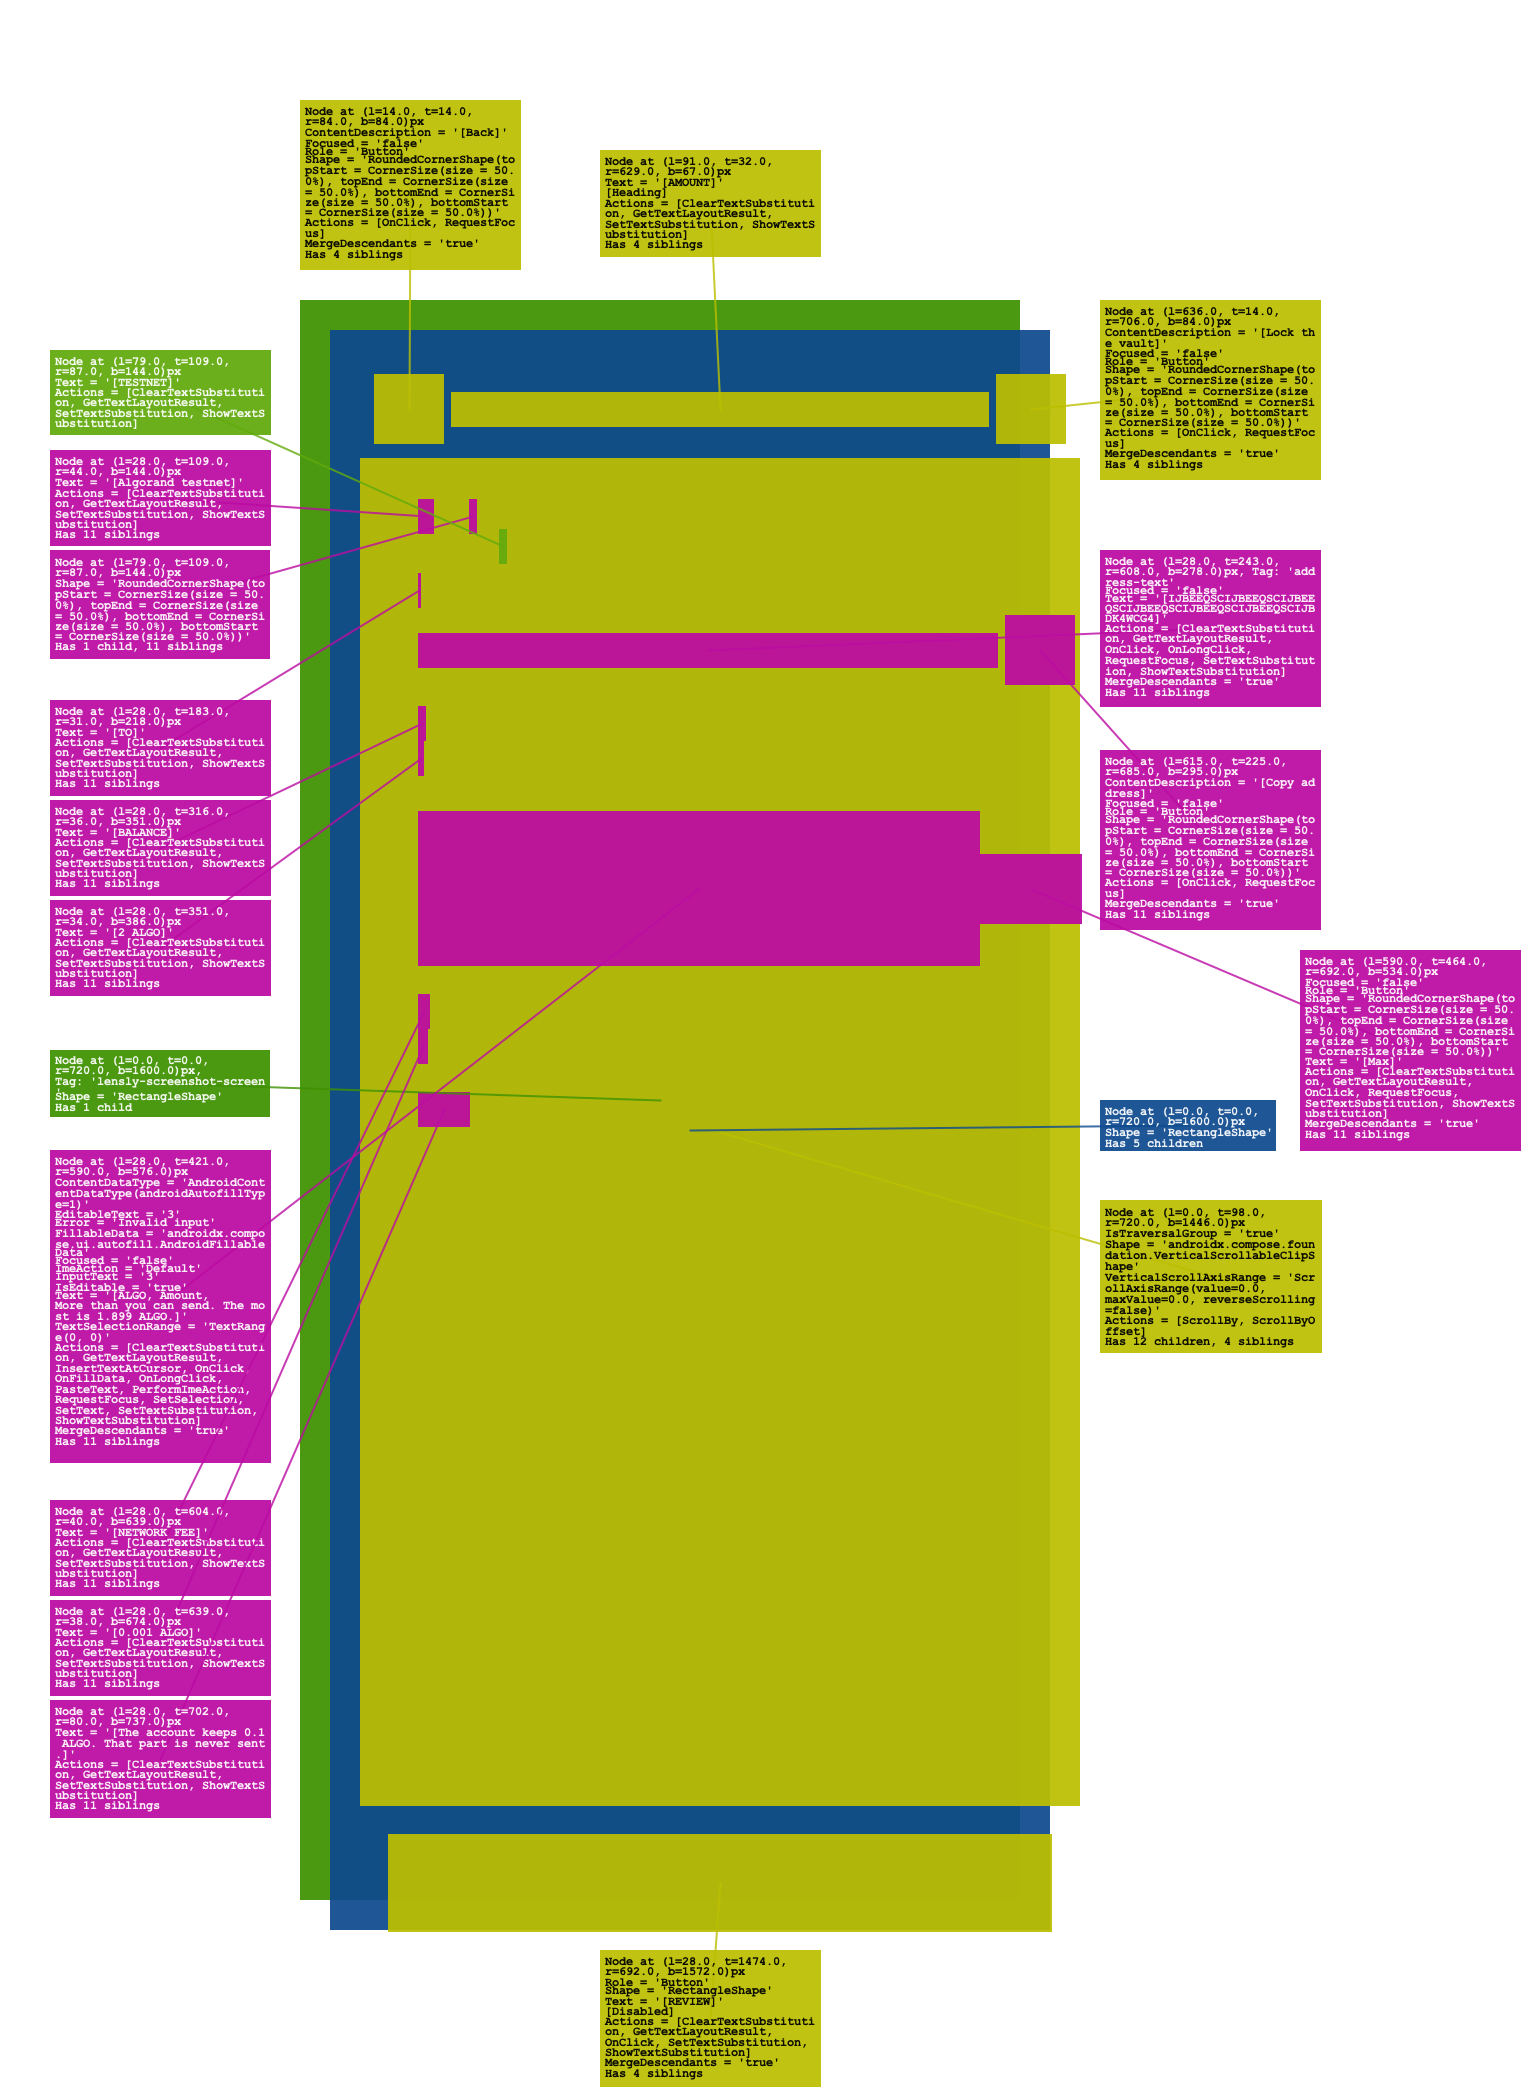 Node at (l=14.0, t=14.0,
r=84.0, b=84.0)px
ContentDescription = '[Back]'
Focused = 'false'
Role = 'Button'
Shape = 'RoundedCornerShape(to
pStart = CornerSize(size = 50.
0%), topEnd = CornerSize(size
= 50.0%), bottomEnd = CornerSi
ze(size = 50.0%), bottomStart
= CornerSize(size = 50.0%))'
Actions = [OnClick, RequestFoc
us]
MergeDescendants = 'true'
Has 4 siblings
Node at (l=91.0, t=32.0,
r=629.0, b=67.0)px
Text = '[AMOUNT]'
[Heading]
Actions = [ClearTextSubstituti
on, GetTextLayoutResult,
SetTextSubstitution, ShowTextS
ubstitution]
Has 4 siblings
Node at (l=636.0, t=14.0,
r=706.0, b=84.0)px
ContentDescription = '[Lock th
e vault]'
Focused = 'false'
Role = 'Button'
Shape = 'RoundedCornerShape(to
pStart = CornerSize(size = 50.
0%), topEnd = CornerSize(size
= 50.0%), bottomEnd = CornerSi
ze(size = 50.0%), bottomStart
= CornerSize(size = 50.0%))'
Actions = [OnClick, RequestFoc
us]
MergeDescendants = 'true'
Has 4 siblings
Node at (l=79.0, t=109.0,
r=87.0, b=144.0)px
Text = '[TESTNET]'
Actions = [ClearTextSubstituti
on, GetTextLayoutResult,
SetTextSubstitution, ShowTextS
ubstitution]
Node at (l=28.0, t=109.0,
r=44.0, b=144.0)px
Text = '[Algorand testnet]'
Actions = [ClearTextSubstituti
on, GetTextLayoutResult,
SetTextSubstitution, ShowTextS
ubstitution]
Has 11 siblings
Node at (l=79.0, t=109.0,
r=87.0, b=144.0)px
Shape = 'RoundedCornerShape(to
pStart = CornerSize(size = 50.
0%), topEnd = CornerSize(size
= 50.0%), bottomEnd = CornerSi
ze(size = 50.0%), bottomStart
= CornerSize(size = 50.0%))'
Has 1 child, 11 siblings
Node at (l=28.0, t=243.0,
r=608.0, b=278.0)px, Tag: 'add
ress-text'
Focused = 'false'
Text = '[IJBEEQSCIJBEEQSCIJBEE
QSCIJBEEQSCIJBEEQSCIJBEEQSCIJB
DK4WCG4]'
Actions = [ClearTextSubstituti
on, GetTextLayoutResult,
OnClick, OnLongClick,
RequestFocus, SetTextSubstitut
ion, ShowTextSubstitution]
MergeDescendants = 'true'
Has 11 siblings
Node at (l=28.0, t=183.0,
r=31.0, b=218.0)px
Text = '[TO]'
Actions = [ClearTextSubstituti
on, GetTextLayoutResult,
SetTextSubstitution, ShowTextS
ubstitution]
Has 11 siblings
Node at (l=615.0, t=225.0,
r=685.0, b=295.0)px
ContentDescription = '[Copy ad
dress]'
Focused = 'false'
Role = 'Button'
Shape = 'RoundedCornerShape(to
pStart = CornerSize(size = 50.
0%), topEnd = CornerSize(size
= 50.0%), bottomEnd = CornerSi
ze(size = 50.0%), bottomStart
= CornerSize(size = 50.0%))'
Actions = [OnClick, RequestFoc
us]
MergeDescendants = 'true'
Has 11 siblings
Node at (l=28.0, t=316.0,
r=36.0, b=351.0)px
Text = '[BALANCE]'
Actions = [ClearTextSubstituti
on, GetTextLayoutResult,
SetTextSubstitution, ShowTextS
ubstitution]
Has 11 siblings
Node at (l=28.0, t=351.0,
r=34.0, b=386.0)px
Text = '[2 ALGO]'
Actions = [ClearTextSubstituti
on, GetTextLayoutResult,
SetTextSubstitution, ShowTextS
ubstitution]
Has 11 siblings
Node at (l=590.0, t=464.0,
r=692.0, b=534.0)px
Focused = 'false'
Role = 'Button'
Shape = 'RoundedCornerShape(to
pStart = CornerSize(size = 50.
0%), topEnd = CornerSize(size
= 50.0%), bottomEnd = CornerSi
ze(size = 50.0%), bottomStart
= CornerSize(size = 50.0%))'
Text = '[Max]'
Actions = [ClearTextSubstituti
on, GetTextLayoutResult,
OnClick, RequestFocus,
SetTextSubstitution, ShowTextS
ubstitution]
MergeDescendants = 'true'
Has 11 siblings
Node at (l=0.0, t=0.0,
r=720.0, b=1600.0)px,
Tag: 'lensly-screenshot-screen
'
Shape = 'RectangleShape'
Has 1 child
Node at (l=0.0, t=0.0,
r=720.0, b=1600.0)px
Shape = 'RectangleShape'
Has 5 children
Node at (l=28.0, t=421.0,
r=590.0, b=576.0)px
ContentDataType = 'AndroidCont
entDataType(androidAutofillTyp
e=1)'
EditableText = '3'
Error = 'Invalid input'
FillableData = 'androidx.compo
se.ui.autofill.AndroidFillable
Data'
Focused = 'false'
ImeAction = 'Default'
InputText = '3'
IsEditable = 'true'
Text = '[ALGO, Amount,
More than you can send. The mo
st is 1.899 ALGO.]'
TextSelectionRange = 'TextRang
e(0, 0)'
Actions = [ClearTextSubstituti
on, GetTextLayoutResult,
InsertTextAtCursor, OnClick,
OnFillData, OnLongClick,
PasteText, PerformImeAction,
RequestFocus, SetSelection,
SetText, SetTextSubstitution,
ShowTextSubstitution]
MergeDescendants = 'true'
Has 11 siblings
Node at (l=0.0, t=98.0,
r=720.0, b=1446.0)px
IsTraversalGroup = 'true'
Shape = 'androidx.compose.foun
dation.VerticalScrollableClipS
hape'
VerticalScrollAxisRange = 'Scr
ollAxisRange(value=0.0,
maxValue=0.0, reverseScrolling
=false)'
Actions = [ScrollBy, ScrollByO
ffset]
Has 12 children, 4 siblings
Node at (l=28.0, t=604.0,
r=40.0, b=639.0)px
Text = '[NETWORK FEE]'
Actions = [ClearTextSubstituti
on, GetTextLayoutResult,
SetTextSubstitution, ShowTextS
ubstitution]
Has 11 siblings
Node at (l=28.0, t=639.0,
r=38.0, b=674.0)px
Text = '[0.001 ALGO]'
Actions = [ClearTextSubstituti
on, GetTextLayoutResult,
SetTextSubstitution, ShowTextS
ubstitution]
Has 11 siblings
Node at (l=28.0, t=702.0,
r=80.0, b=737.0)px
Text = '[The account keeps 0.1
 ALGO. That part is never sent
.]'
Actions = [ClearTextSubstituti
on, GetTextLayoutResult,
SetTextSubstitution, ShowTextS
ubstitution]
Has 11 siblings
Node at (l=28.0, t=1474.0,
r=692.0, b=1572.0)px
Role = 'Button'
Shape = 'RectangleShape'
Text = '[REVIEW]'
[Disabled]
Actions = [ClearTextSubstituti
on, GetTextLayoutResult,
OnClick, SetTextSubstitution,
ShowTextSubstitution]
MergeDescendants = 'true'
Has 4 siblings